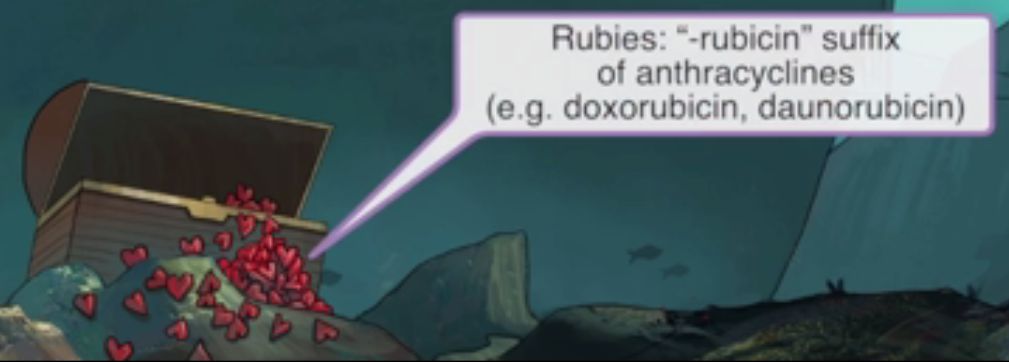 Rubies: “-rubicin” suffix
of anthracyclines
(e.g. doxorubicin, daunorubicin)